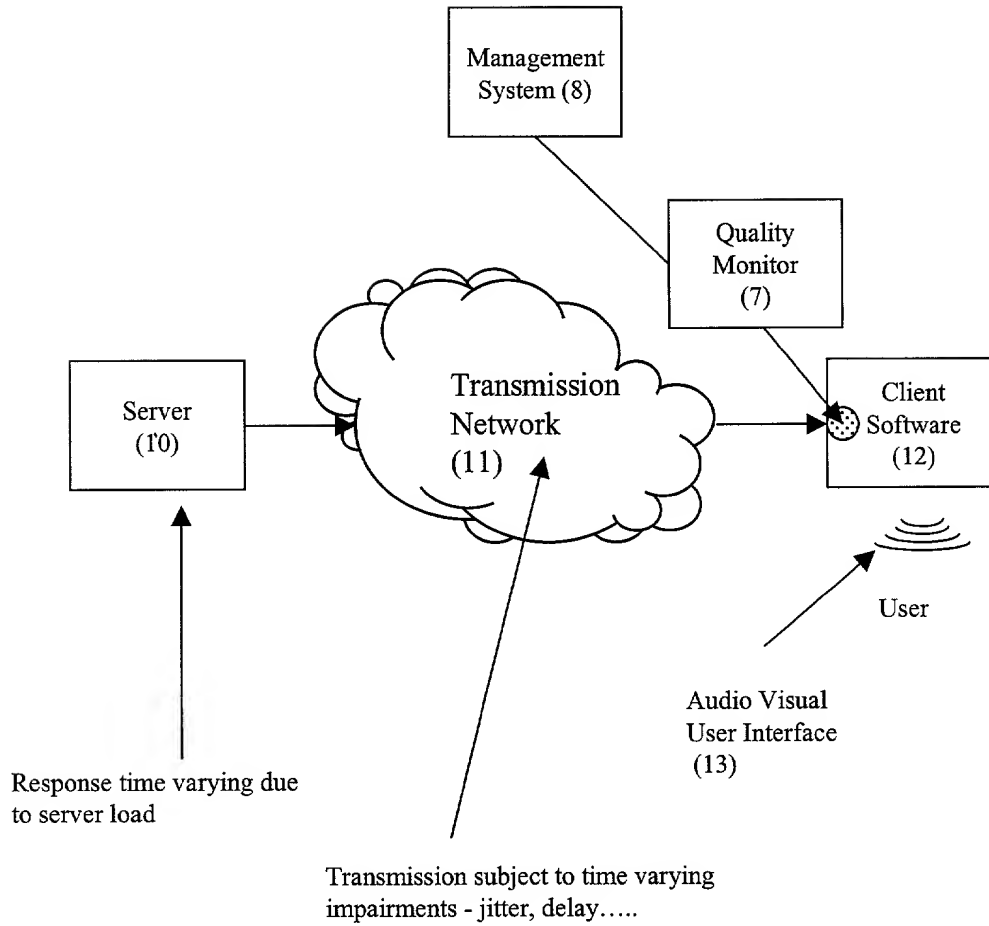 Management
System (8)
Quality
Monitor
(7)
Server
(10)
Transmission
Network
(11)
Client
Software
(12)
User
Audio Visual
User Interface
(13)
Response time varying due
to server load
Transmission subject to time varying
impairments - jitter, delay.....